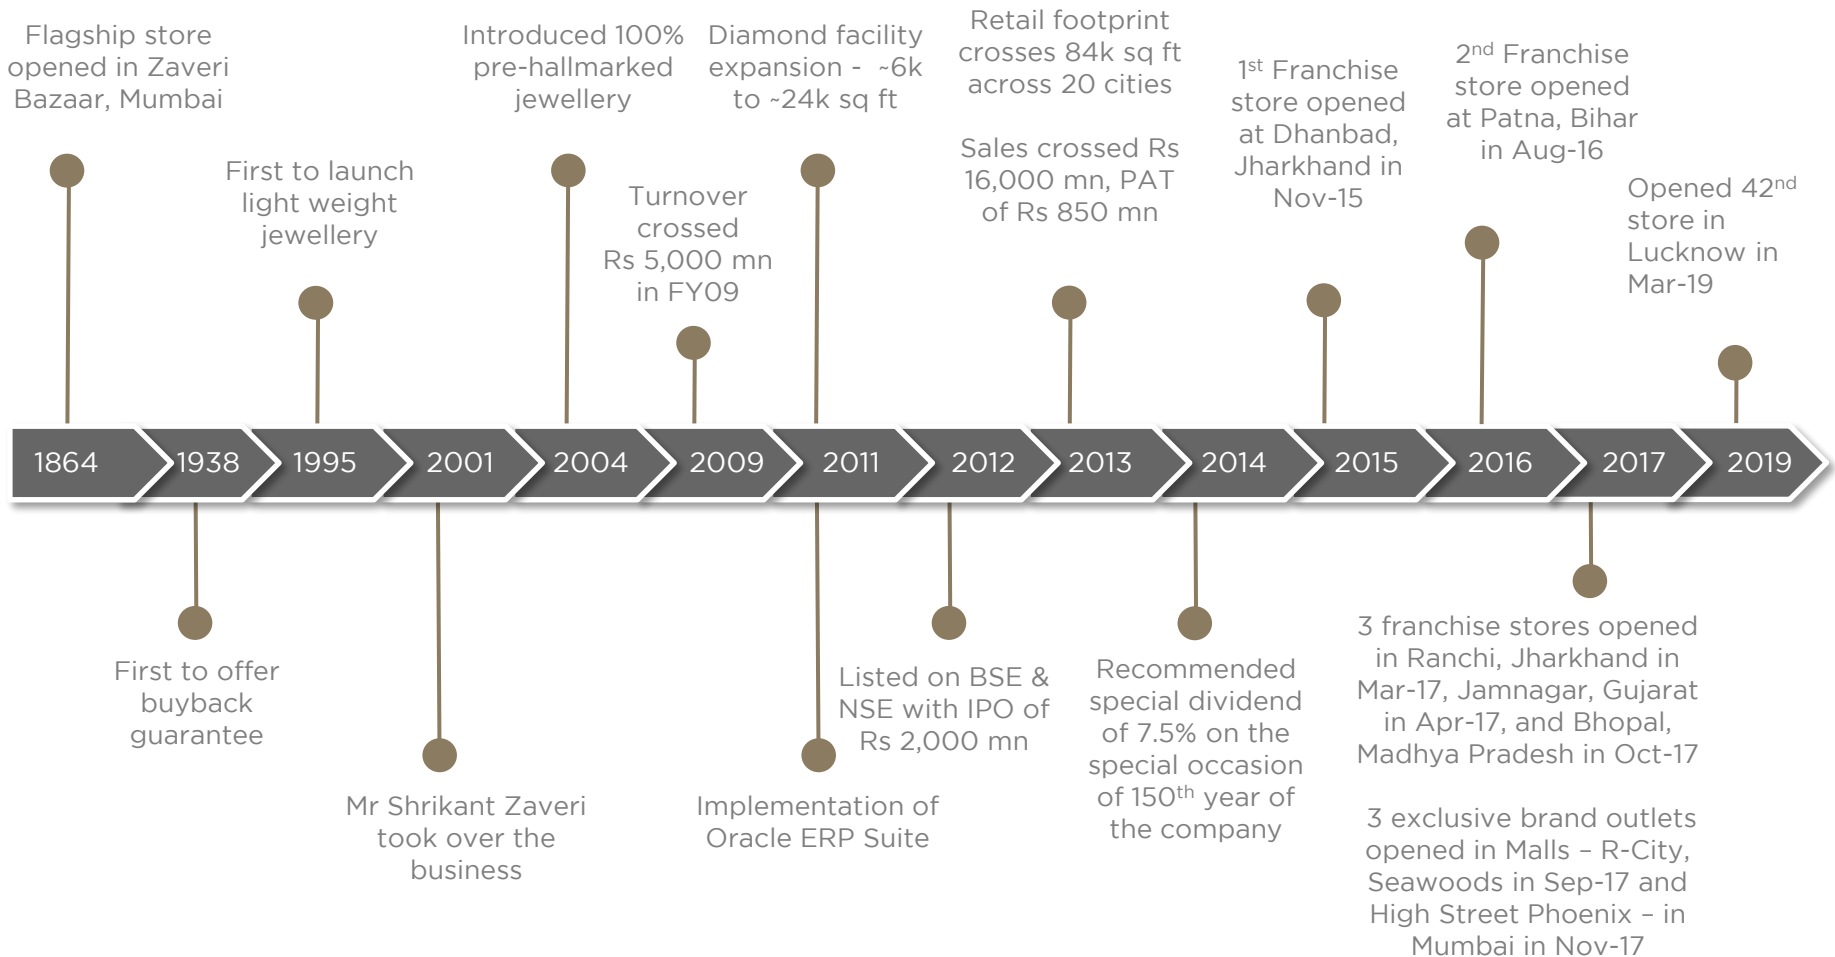 Flagship store
opened in Zaveri
Bazaar, Mumbai
First to launch
light weight
jewellery
Introduced 100%
pre-hallmarked
jewellery
Turnover
crossed
Rs 5,000 mn
in FY09
Diamond facility
expansion - ~6k
to ~24k sq ft
Retail footprint
crosses 84k sq ft
across 20 cities
Sales crossed Rs
16,000 mn, PAT
of Rs 850 mn
1st Franchise
store opened
at Dhanbad,
Jharkhand in
Nov-15
2nd Franchise
store opened
at Patna, Bihar
in Aug-16
Opened 42nd
store in
Lucknow in
Mar-19
1864 1938 1995 2001 2004 2009 2011 2012 2013 2014 2015 2016 2017 2019
First to offer
buyback
guarantee
Mr Shrikant Zaveri
took over the
business
Implementation of
Oracle ERP Suite
Listed on BSE &
NSE with IPO of
Rs 2,000 mn
Recommended
special dividend
of 7.5% on the
special occasion
of 150th year of
the company
3 franchise stores opened
in Ranchi, Jharkhand in
Mar-17, Jamnagar, Gujarat
in Apr-17, and Bhopal,
Madhya Pradesh in Oct-17
3 exclusive brand outlets
opened in Malls – R-City,
Seawoods in Sep-17 and
High Street Phoenix – in
Mumbai in Nov-17